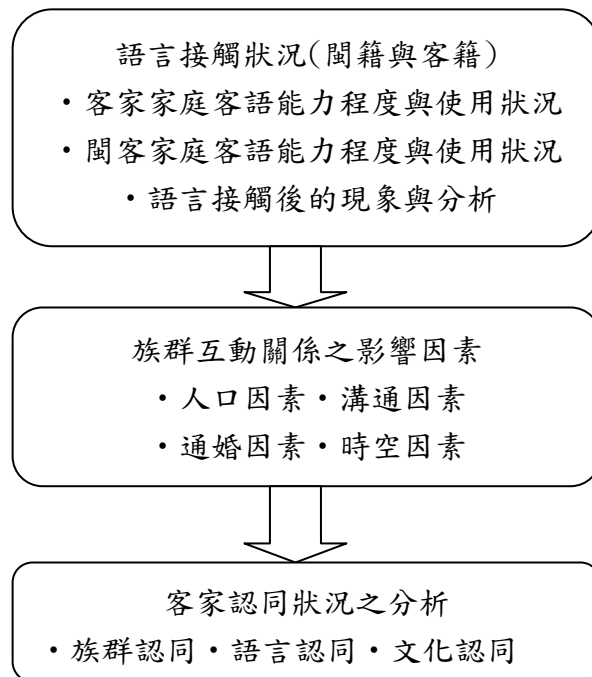 語言接觸狀況(閩籍與客籍)
・客家家庭客語能力程度與使用狀況
・閩客家庭客語能力程度與使用狀況
・語言接觸後的現象與分析
族群互動關係之影響因素
・人口因素・溝通因素
・通婚因素・時空因素
客家認同狀況之分析
・族群認同・語言認同・文化認同